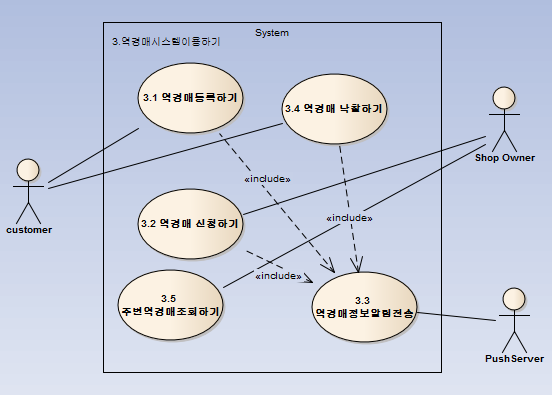 System
3.역경매시스템이용하기
3.1 역경매등록하기
3.4 역경매 낙찰하기
Shop Owner
customer
«include»
«include»
3.2 역경매 신청하기
«include»
3.5
주변역경매조회하기
3.3
역경매정보알림전송
PushServer